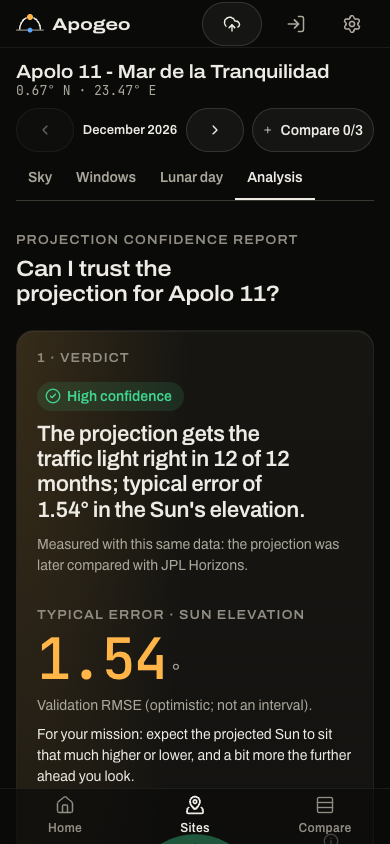 Apogeo
Apolo 11 - Mar de la Tranquilidad
0.67° N · 23.47° E
December 2026
+ Compare 0/3
Sky Windows Lunar day Analysis
PROJECTION CONFIDENCE REPORT
Can I trust the
projection for Apolo 11?
1 · VERDICT
High confidence
The projection gets the
traffic light right in 12 of 12
months; typical error of
1.54° in the Sun's elevation.
Measured with this same data: the projection was
later compared with JPL Horizons.
TYPICAL ERROR · SUN ELEVATION
1.54°
Validation RMSE (optimistic; not an interval).
For your mission: expect the projected Sun to sit
that much higher or lower, and a bit more the further
ahead you look.
Home Sites Compare